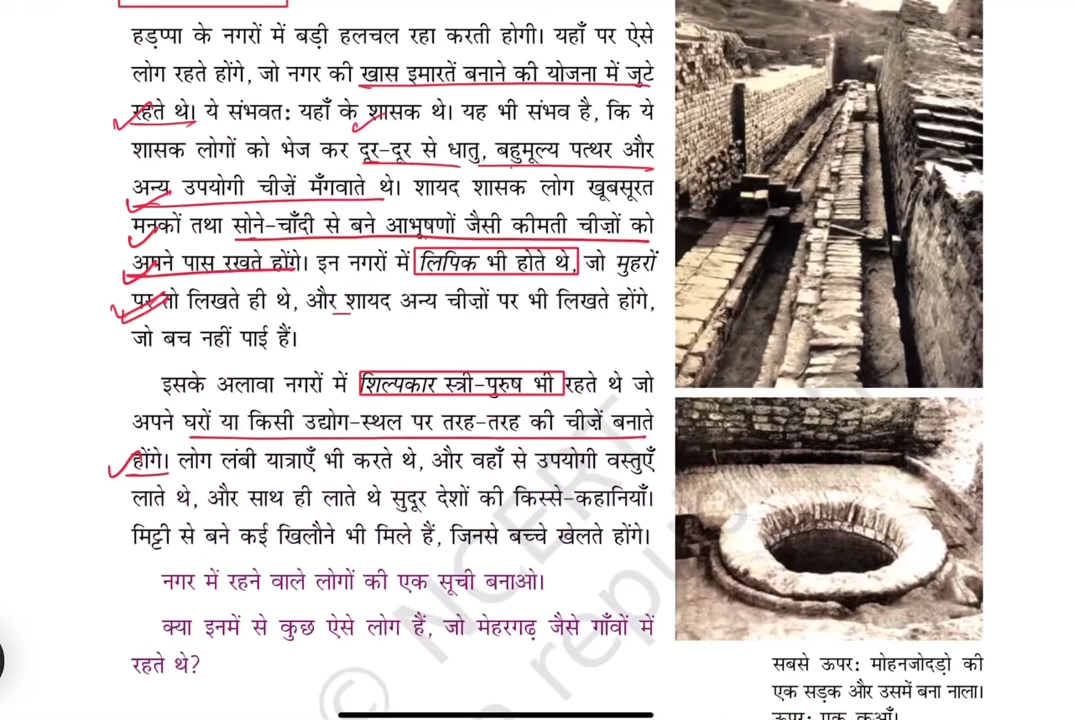 हड़प्पा के नगरों में बड़ी हलचल रहा करती होगी। यहाँ पर ऐसे
लोग रहते होंगे, जो नगर की खास इमारतें बनाने की योजना में जुटे
रहते थे। ये संभवत: यहाँ के शासक थे। यह भी संभव है, कि ये
शासक लोगों को भेज कर दूर-दूर से धातु, बहुमूल्य पत्थर और
अन्य उपयोगी चीज़ें मँगवाते थे। शायद शासक लोग खूबसूरत
मनकों तथा सोने-चाँदी से बने आभूषणों जैसी कीमती चीजों को
अपने पास रखते होंगे। इन नगरों में लिपिक भी होते थे, जो मुहरों
पर तो लिखते ही थे, और शायद अन्य चीज़ों पर भी लिखते होंगे,
जो बच नहीं पाई हैं।
इसके अलावा नगरों में शिल्पकार स्त्री-पुरुष भी रहते थे जो
अपने घरों या किसी उद्योग-स्थल पर तरह-तरह की चीजें बनाते
होंगे। लोग लंबी यात्राएँ भी करते थे, और वहाँ से उपयोगी वस्तुएँ
लाते थे, और साथ ही लाते थे सुदूर देशों की किस्से-कहानियाँ।
मिट्टी से बने कई खिलौने भी मिले हैं, जिनसे बच्चे खेलते होंगे।
नगर में रहने वाले लोगों की एक सूची बनाओ।
क्या इनमें से कुछ ऐसे लोग हैं, जो मेहरगढ़ जैसे गाँवों में
रहते थे?
सबसे ऊपर: मोहनजोदड़ो की
एक सड़क और उसमें बना नाला।
ऊपर: एक कुआँ।
© NCERT
repu